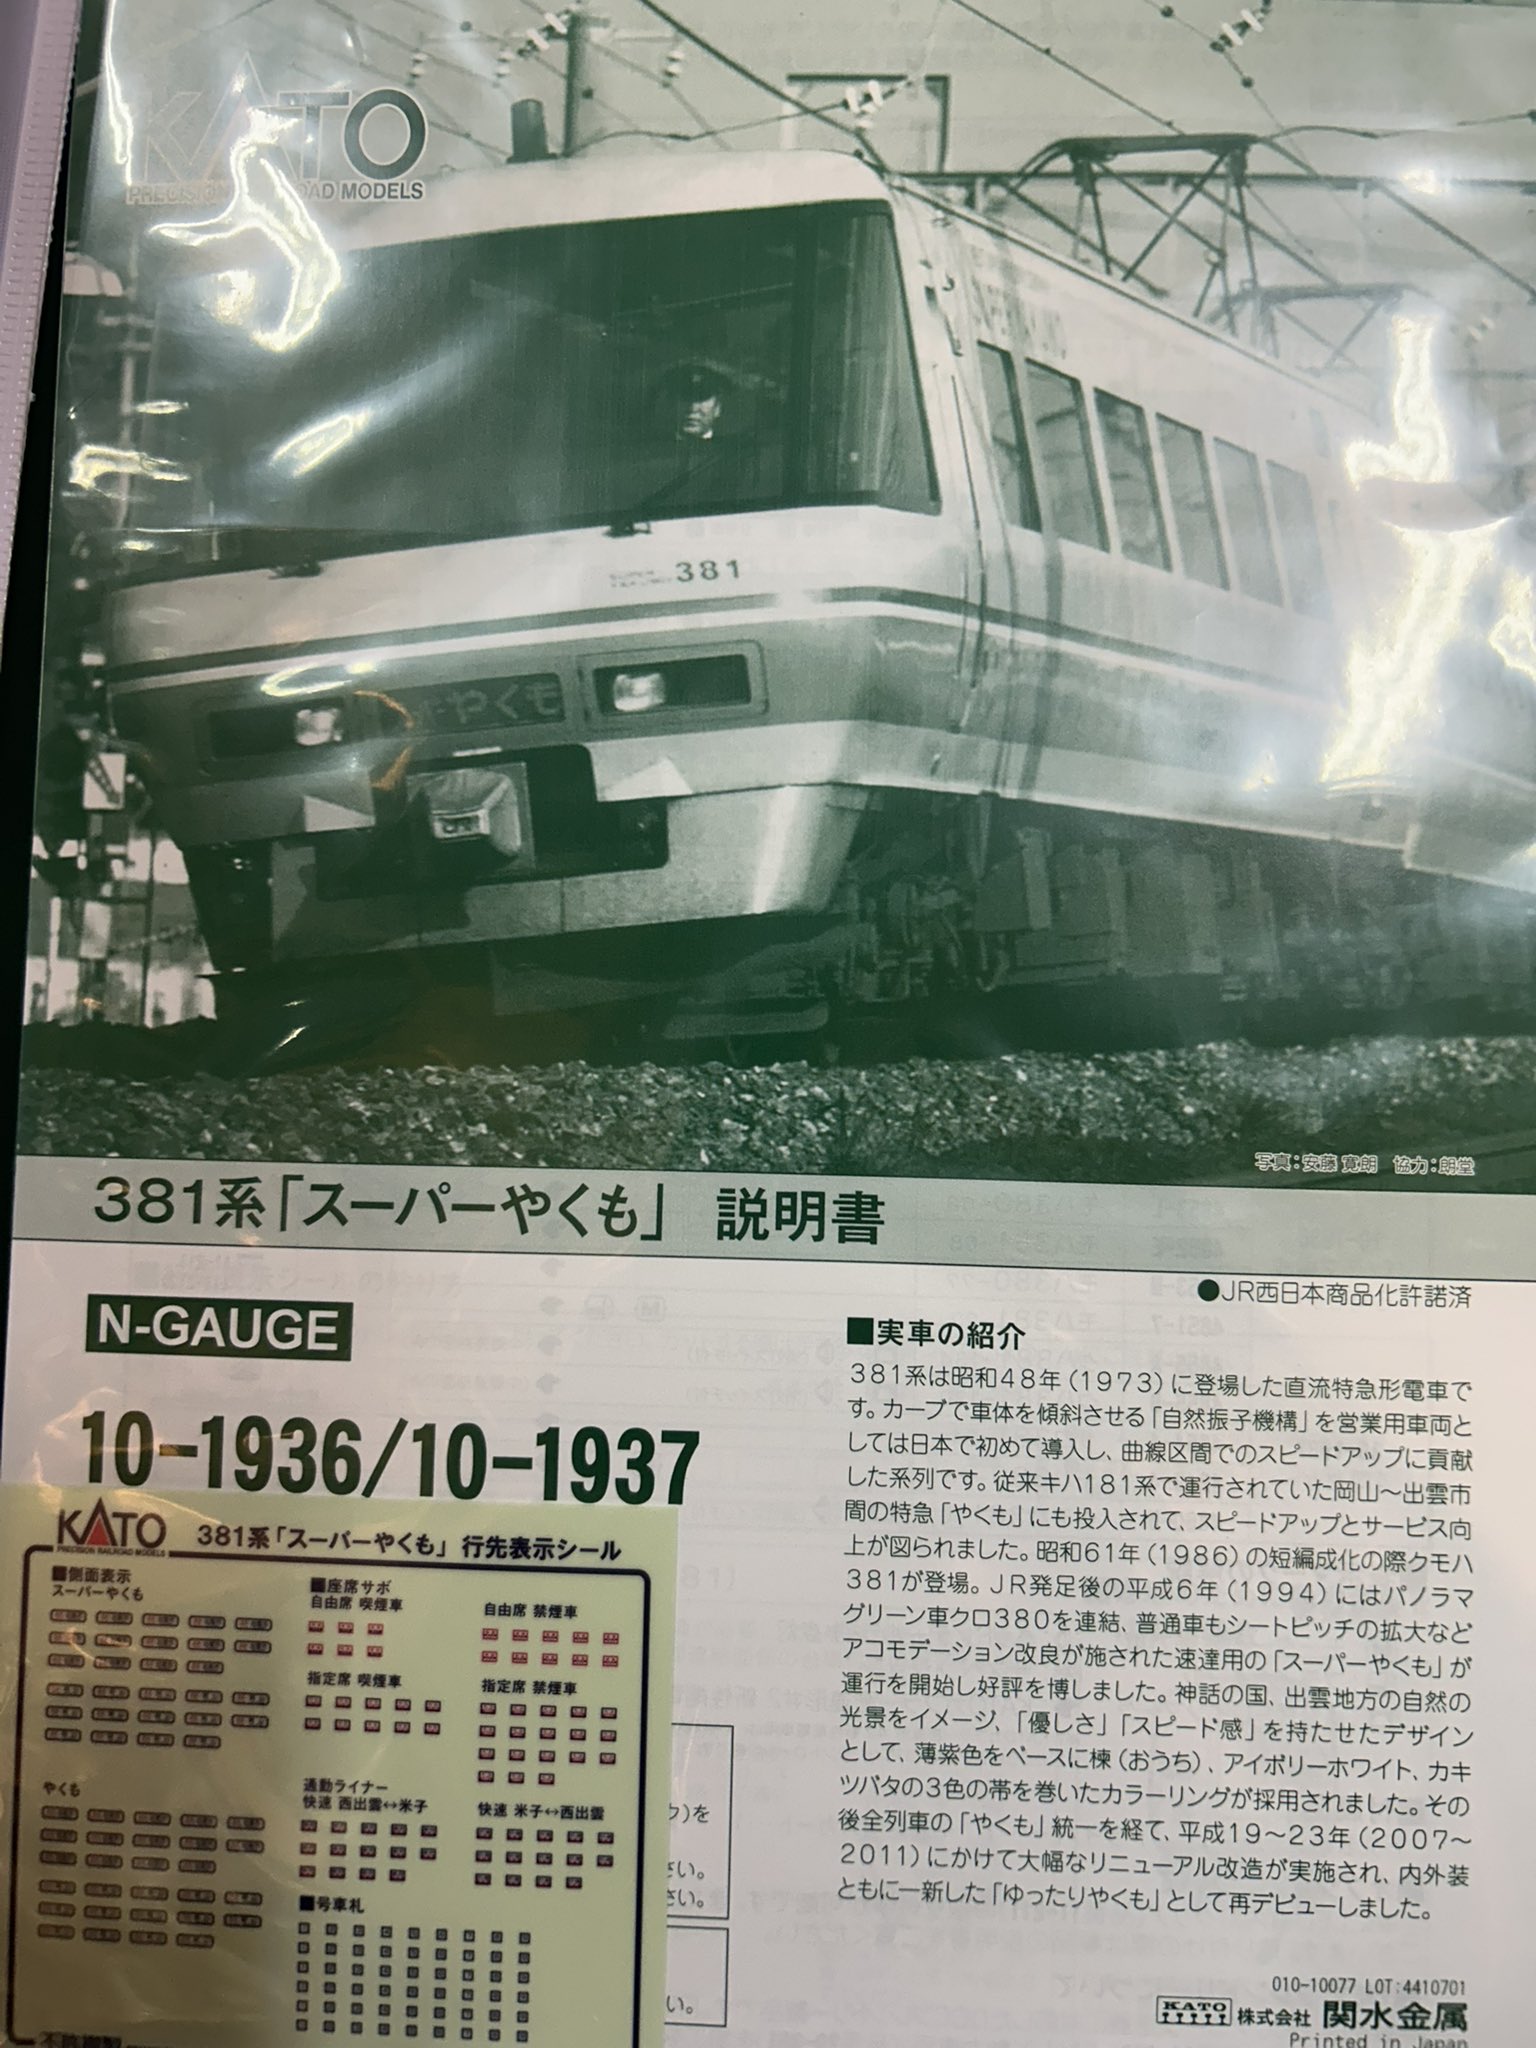 KATO
PRECISION RAILROAD MODELS
381
やくも
写真：安藤 寛朗　協力：朗堂
381系「スーパーやくも」 説明書
●JR西日本商品化許諾済
N-GAUGE
10-1936/10-1937
■実車の紹介
381系は昭和48年（1973）に登場した直流特急形電車で
す。カーブで車体を傾斜させる「自然振子機構」を営業用車両と
しては日本で初めて導入し、曲線区間でのスピードアップに貢献
した系列です。従来キハ181系で運行されていた岡山～出雲市
間の特急「やくも」にも投入されて、スピードアップとサービス向
上が図られました。昭和61年（1986）の短編成化の際クモハ
381が登場。JR発足後の平成6年（1994）にはパノラマ
グリーン車クロ380を連結、普通車もシートピッチの拡大など
アコモデーション改良が施された速達用の「スーパーやくも」が
運行を開始し好評を博しました。神話の国、出雲地方の自然の
光景をイメージ、「優しさ」「スピード感」を持たせたデザイン
として、薄紫色をベースに楝（おうち）、アイボリーホワイト、カキ
ツバタの3色の帯を巻いたカラーリングが採用されました。その
後全列車の「やくも」統一を経て、平成19～23年（2007～
2011）にかけて大幅なリニューアル改造が実施され、内外装
ともに一新した「ゆったりやくも」として再デビューしました。
010-10077 LOT:4410701
KATO 株式会社 関水金属
Printed in Japan
KATO
PRECISION RAILROAD MODELS
381系「スーパーやくも」 行先表示シール
■側面表示
スーパーやくも
やくも
■座席サボ
自由席 喫煙車
自由席 禁煙車
指定席 喫煙車
指定席 禁煙車
通勤ライナー
快速 西出雲↔米子
快速 米子↔西出雲
■号車札
ク）を
さい。
さい。
い。